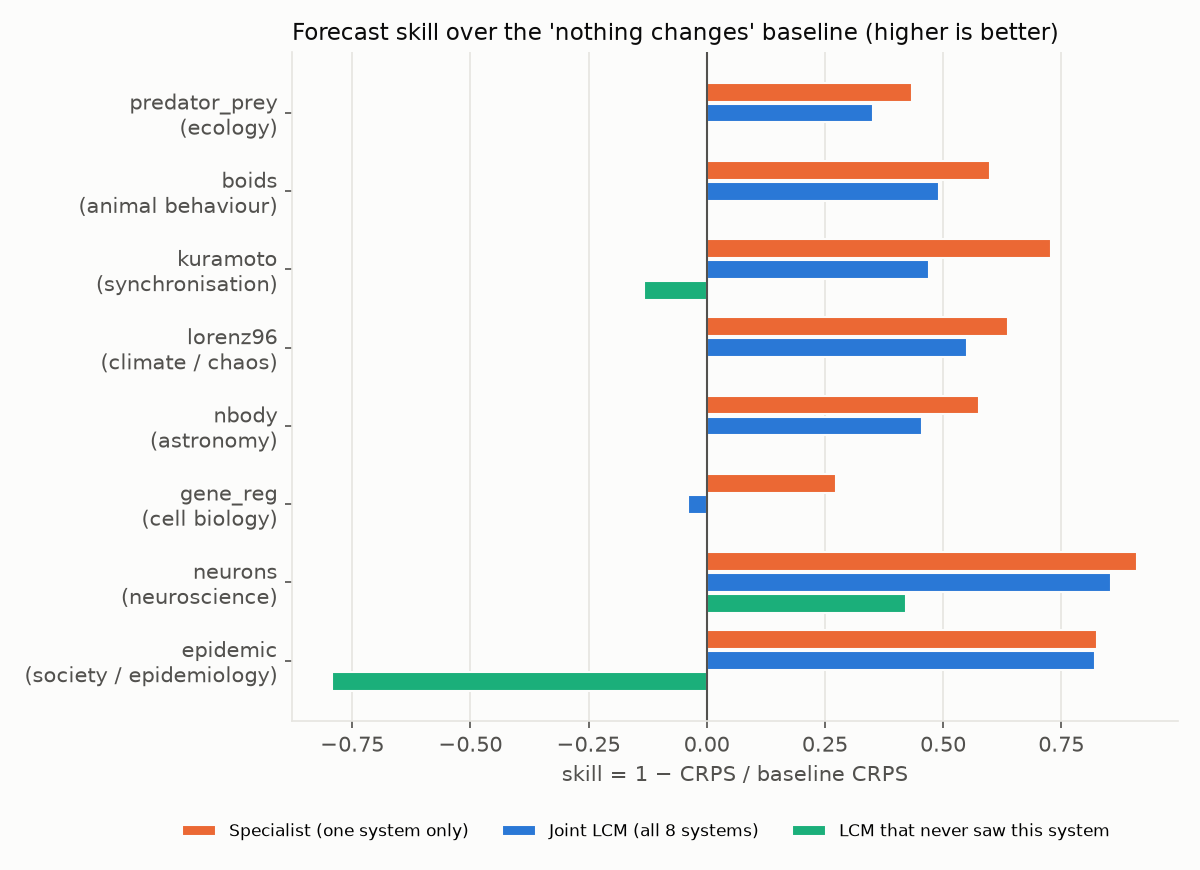 Forecast skill over the 'nothing changes' baseline (higher is better)
predator_prey
(ecology)
boids
(animal behaviour)
kuramoto
(synchronisation)
lorenz96
(climate / chaos)
nbody
(astronomy)
gene_reg
(cell biology)
neurons
(neuroscience)
epidemic
(society / epidemiology)
−0.75 −0.50 −0.25 0.00 0.25 0.50 0.75
skill = 1 − CRPS / baseline CRPS
Specialist (one system only) Joint LCM (all 8 systems) LCM that never saw this system